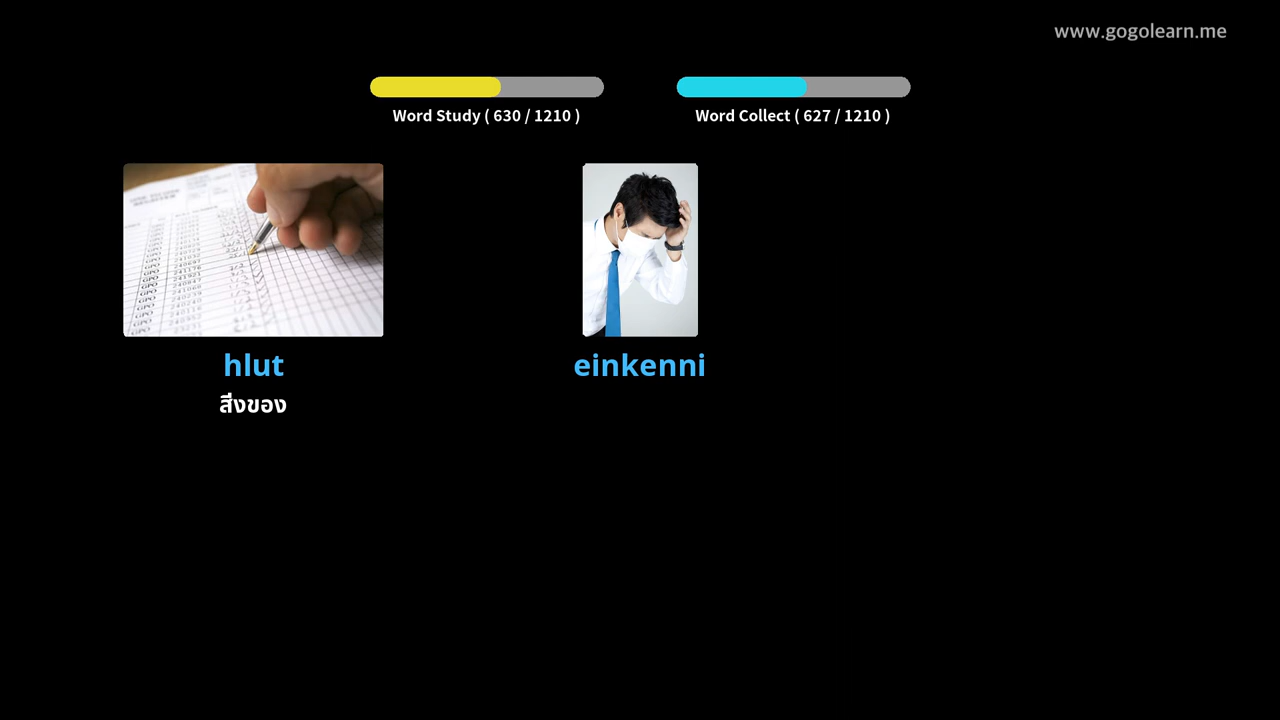 www.gogolearn.me
Word Study ( 630 / 1210 )
Word Collect ( 627 / 1210 )
hlut
สิ่งของ
einkenni